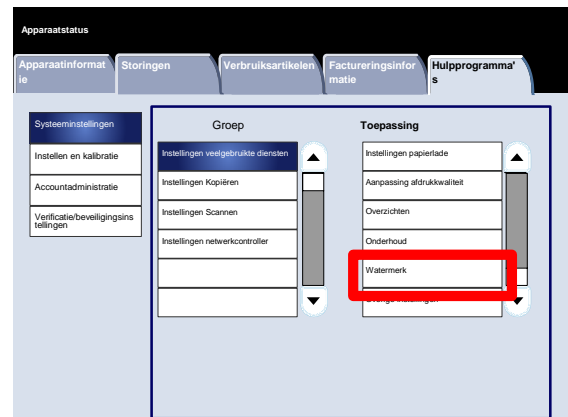 Apparaatstatus
Apparaatinformat
ie
Storingen
Verbruiksartikelen
Factureringsinfor
matie
Hulpprogramma'
s
Systeeminstellingen
Instellen en kalibratie
Accountadministratie
Verificatie/beveiligingsins
tellingen
Groep
Instellingen veelgebruikte diensten
Instellingen Kopiëren
Instellingen Scannen
Instellingen netwerkcontroller
Toepassing
Instellingen papierlade
Aanpassing afdrukkwaliteit
Overzichten
Onderhoud
Watermerk